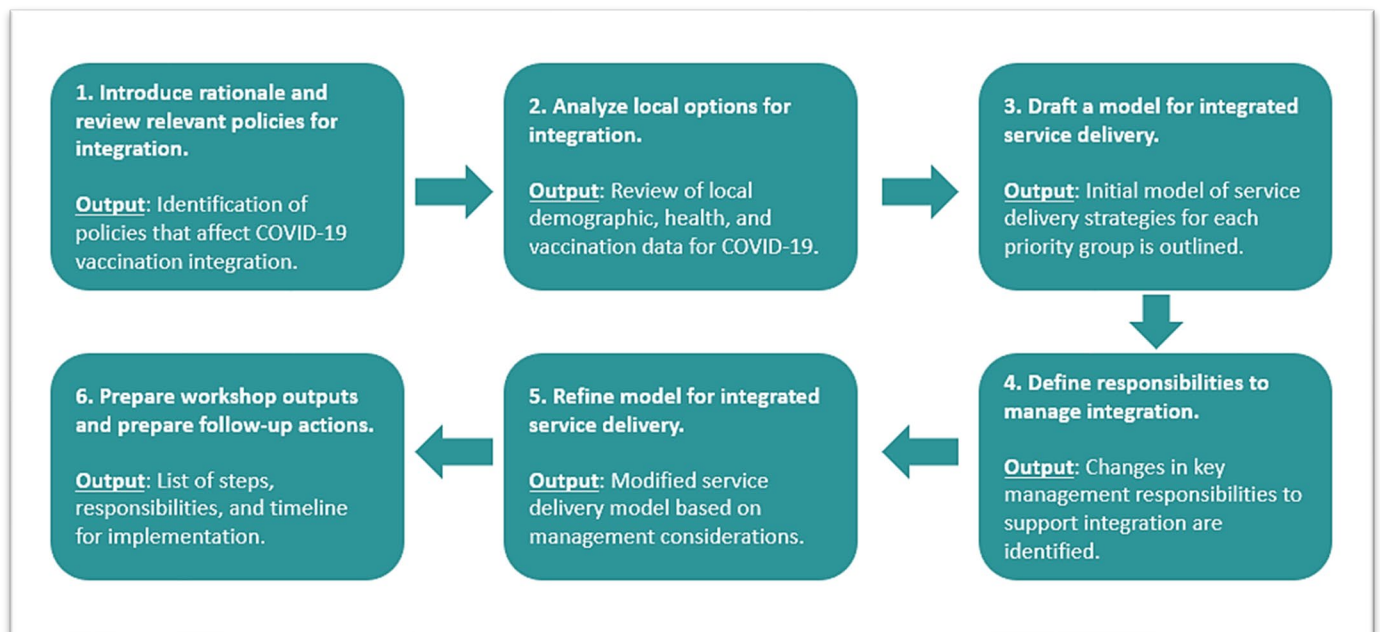 1. Introduce rationale and
review relevant policies for
integration.
Output: Identification of
policies that affect COVID-19
vaccination integration.
2. Analyze local options for
integration.
Output: Review of local
demographic, health, and
vaccination data for COVID-19.
3. Draft a model for integrated
service delivery.
Output: Initial model of service
delivery strategies for each
priority group is outlined.
4. Define responsibilities to
manage integration.
Output: Changes in key
management responsibilities to
support integration are
identified.
5. Refine model for integrated
service delivery.
Output: Modified service
delivery model based on
management considerations.
6. Prepare workshop outputs
and prepare follow-up actions.
Output: List of steps,
responsibilities, and timeline
for implementation.